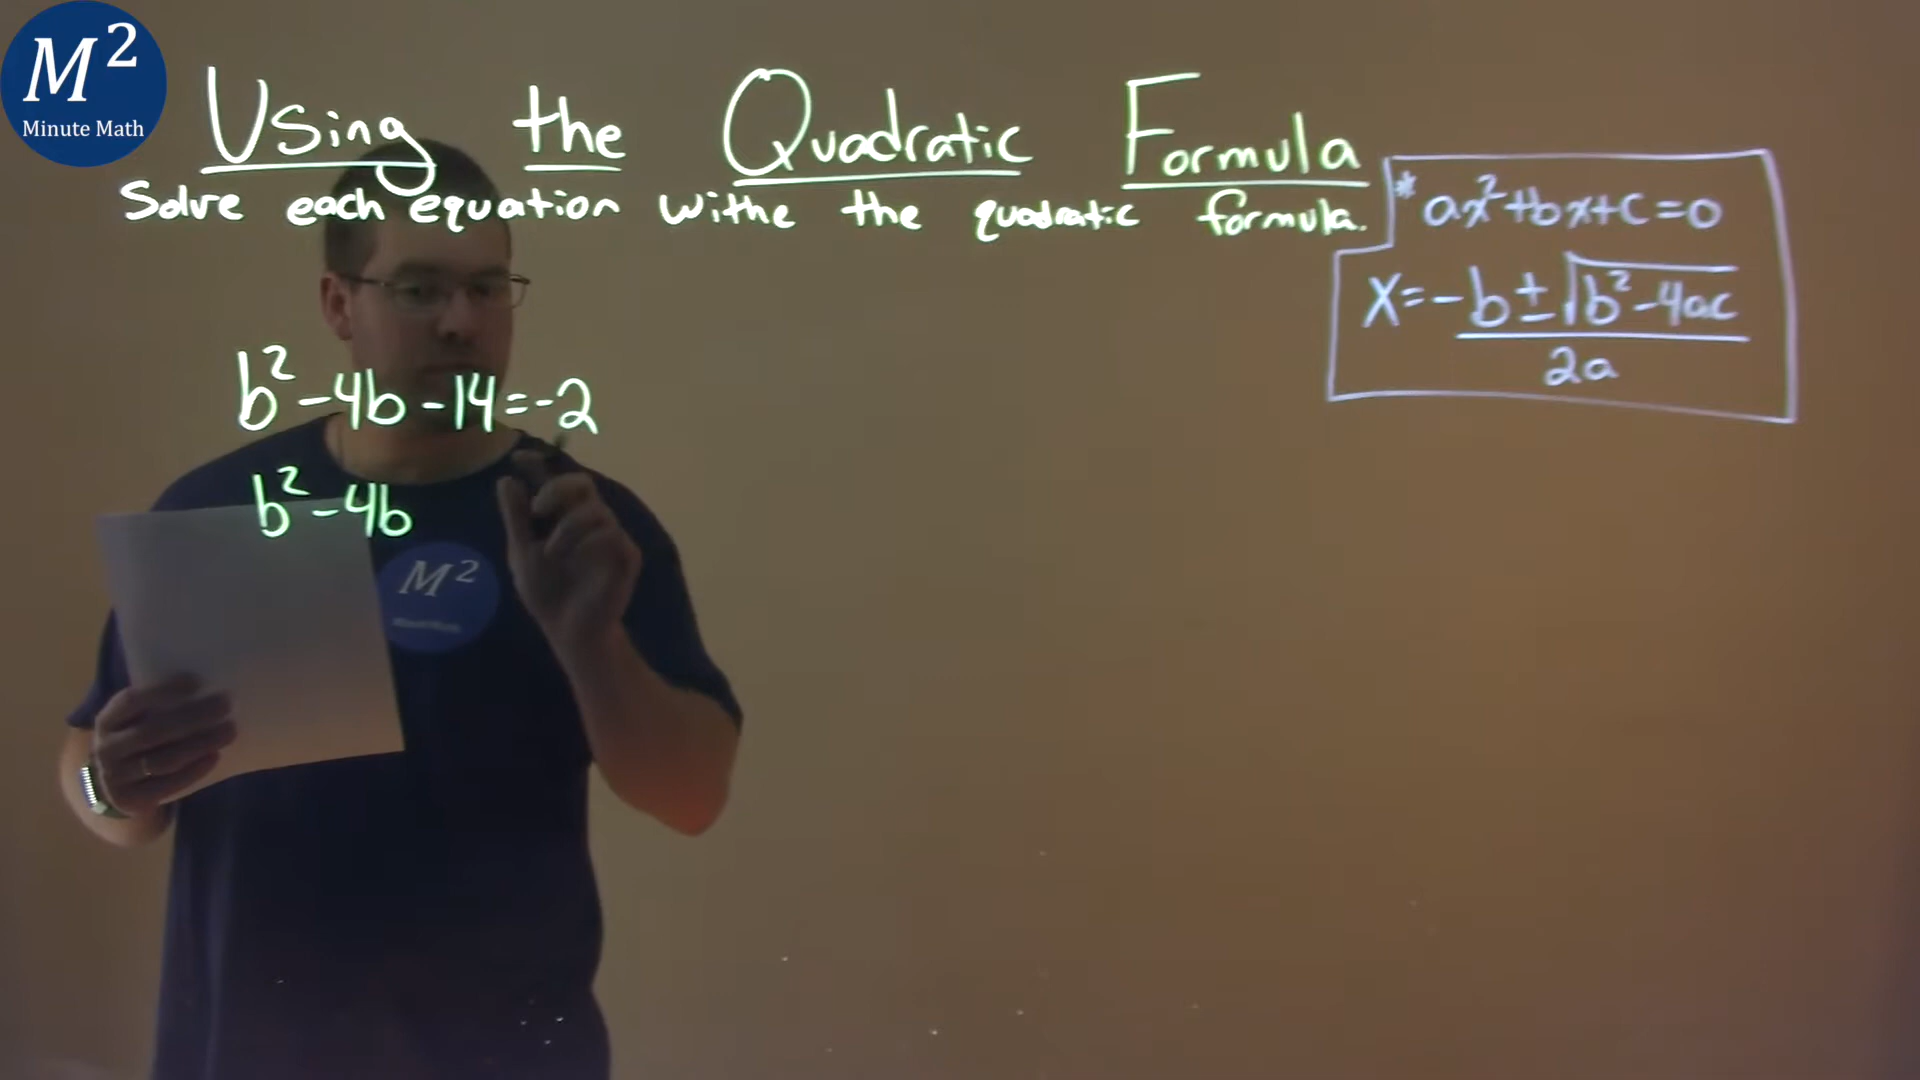 M²
Minute Math
Using the Quadratic Formula
Solve each equation withe the quadratic formula.
* ax²+bx+c=0
x=-b±√b²-4ac
2a
b²-4b-14=-2
b²-4b
M²